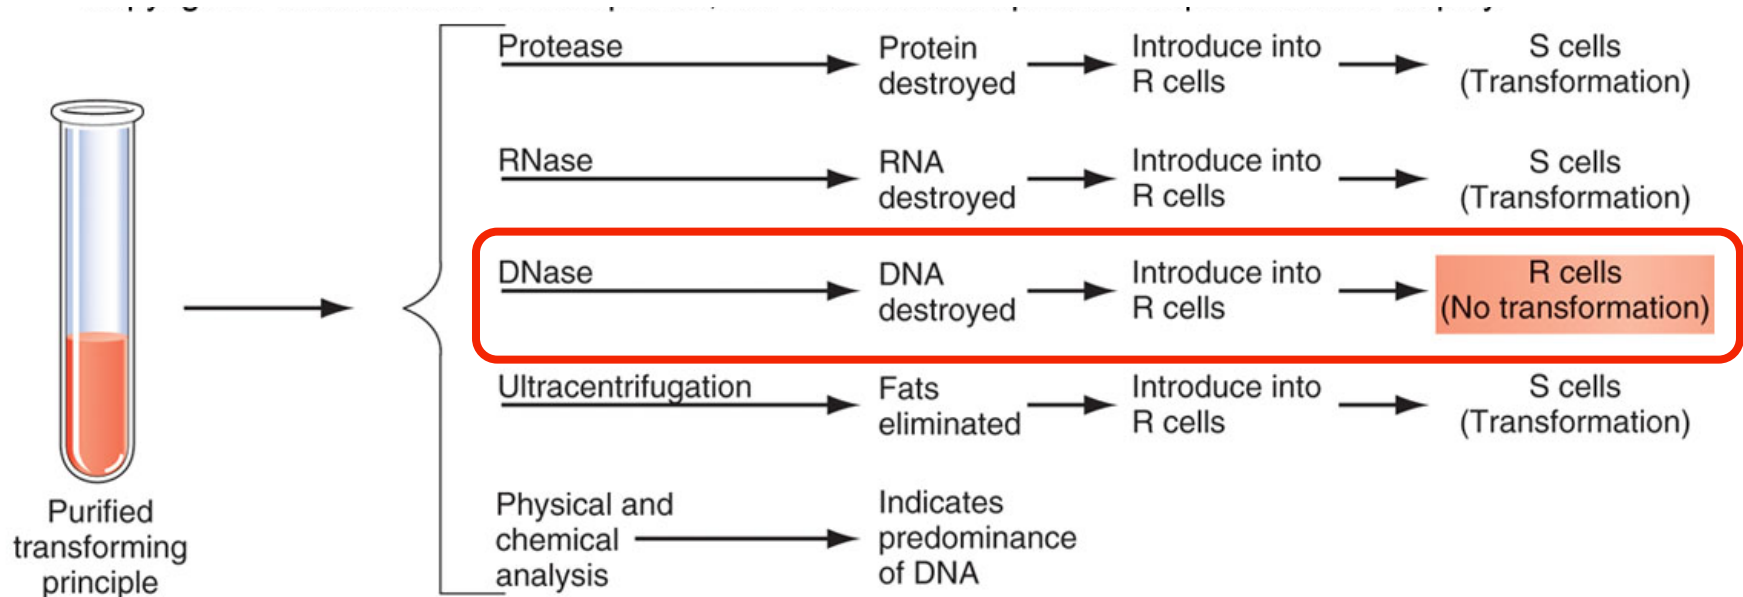 Protease
Protein
destroyed
Introduce into
R cells
S cells
(Transformation)
RNase
RNA
destroyed
Introduce into
R cells
S cells
(Transformation)
DNase
DNA
destroyed
Introduce into
R cells
R cells
(No transformation)
Ultracentrifugation
Fats
eliminated
Introduce into
R cells
S cells
(Transformation)
Physical and
chemical
analysis
Indicates
predominance
of DNA
Purified
transforming
principle